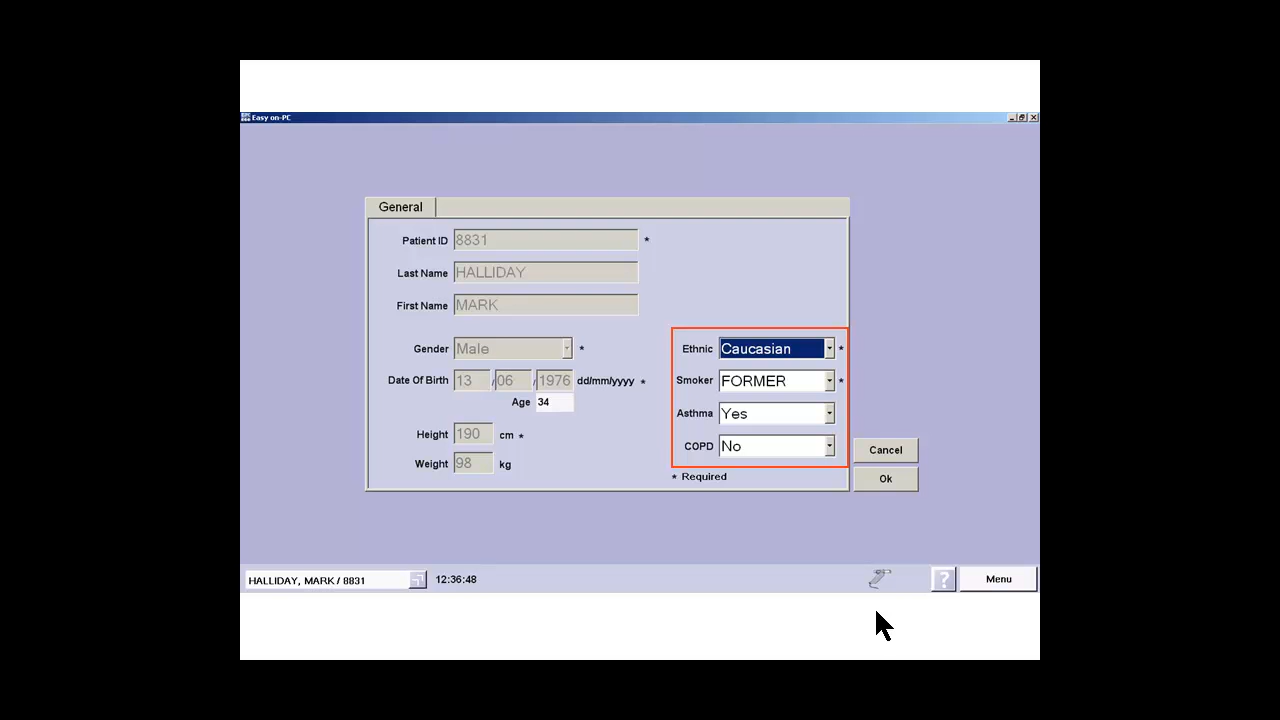 Easy on-PC
General
Patient ID 8831 *
Last Name HALLIDAY
First Name MARK
Gender Male * Ethnic Caucasian *
Date Of Birth 13 / 06 / 1976 dd/mm/yyyy * Smoker FORMER *
Age 34
Asthma Yes
Height 190 cm * COPD No
Weight 98 kg
* Required
Cancel
Ok
HALLIDAY, MARK / 8831 12:36:48 ? Menu